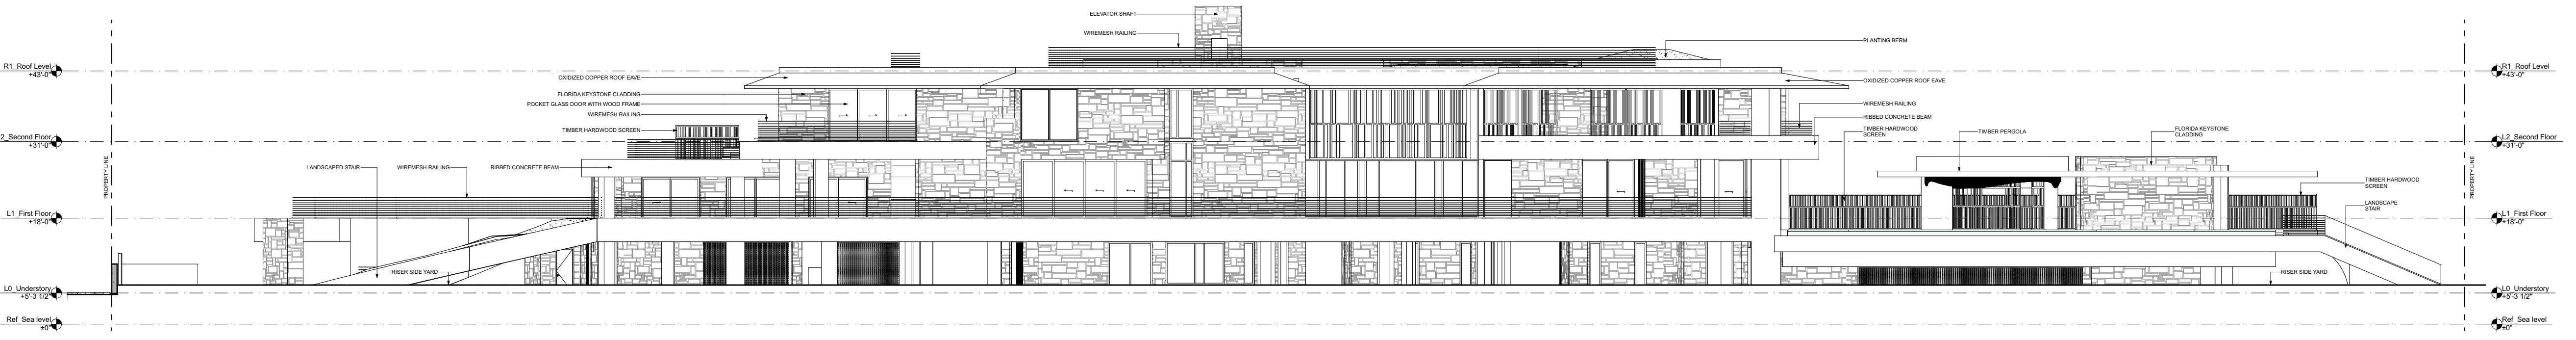 ELEVATOR SHAFT
WIREMESH RAILING
PLANTING BERM
R1_Roof Level
+43'-0"
OXIDIZED COPPER ROOF EAVE
OXIDIZED COPPER ROOF EAVE
R1_Roof Level
+43'-0"
FLORIDA KEYSTONE CLADDING
POCKET GLASS DOOR WITH WOOD FRAME
WIREMESH RAILING
WIREMESH RAILING
RIBBED CONCRETE BEAM
TIMBER HARDWOOD SCREEN
TIMBER HARDWOOD
SCREEN
TIMBER PERGOLA
FLORIDA KEYSTONE
CLADDING
2_Second Floor
+31'-0"
L2_Second Floor
+31'-0"
PROPERTY LINE
LANDSCAPED STAIR
WIREMESH RAILING
RIBBED CONCRETE BEAM
PROPERTY LINE
TIMBER HARDWOOD
SCREEN
LANDSCAPE
STAIR
L1_First Floor
+18'-0"
L1_First Floor
+18'-0"
RISER SIDE YARD
RISER SIDE YARD
L0_Understory
+5'-3 1/2"
L0_Understory
+5'-3 1/2"
Ref_Sea level
±0"
Ref_Sea level
±0"